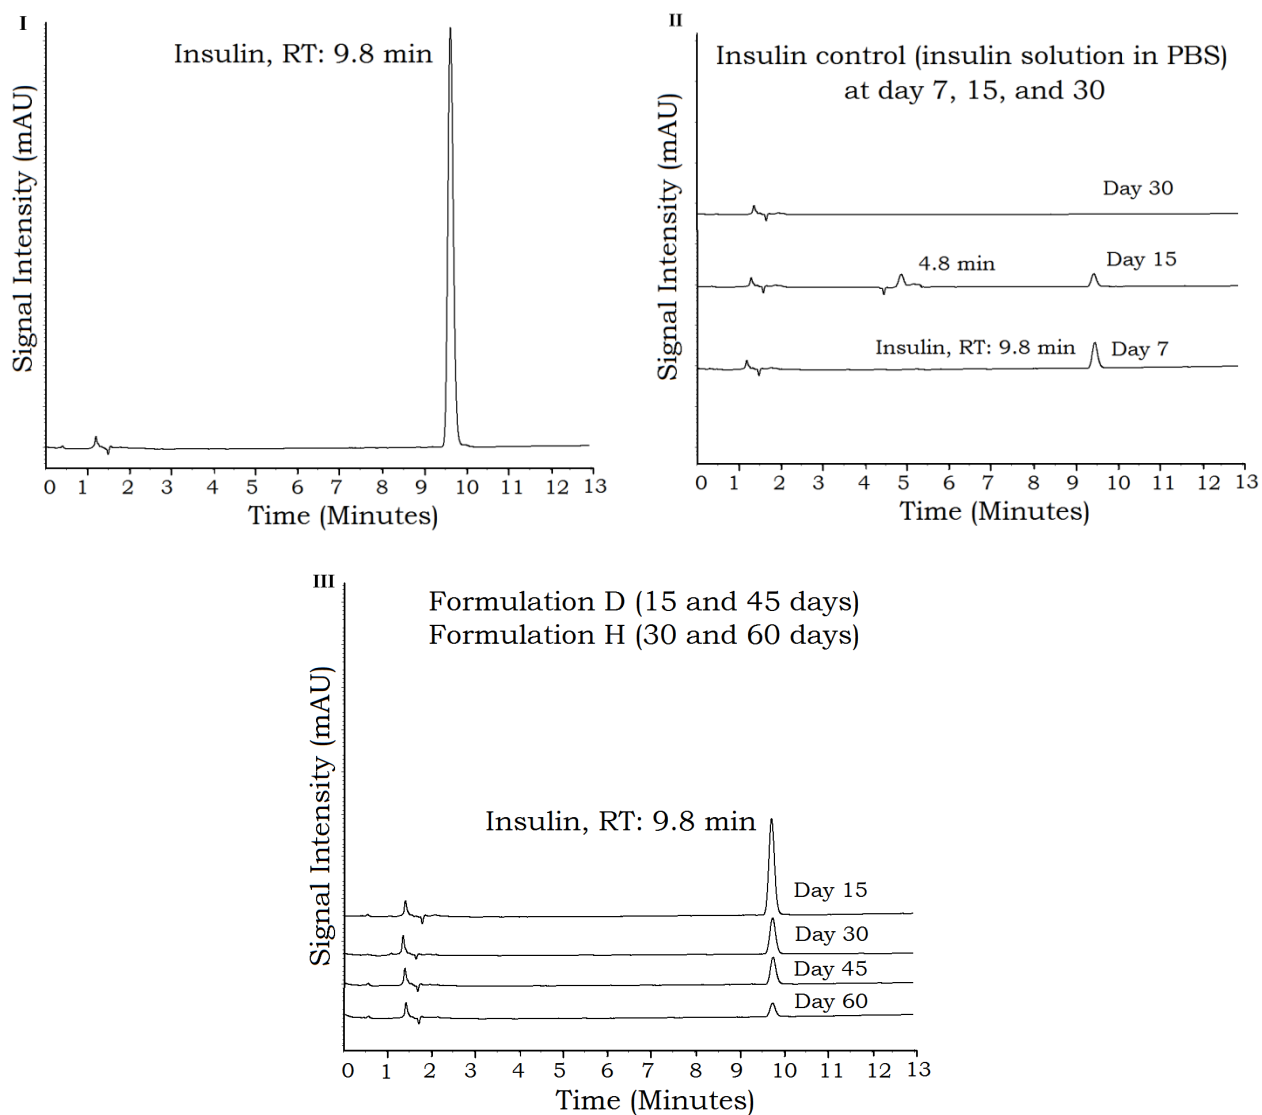 I
Insulin, RT: 9.8 min
Signal Intensity (mAU)
0 1 2 3 4 5 6 7 8 9 10 11 12 13
Time (Minutes)
II
Insulin control (insulin solution in PBS)
at day 7, 15, and 30
Signal Intensity (mAU)
Day 30
4.8 min
Day 15
Insulin, RT: 9.8 min
Day 7
0 1 2 3 4 5 6 7 8 9 10 11 12 13
Time (Minutes)
III
Formulation D (15 and 45 days)
Formulation H (30 and 60 days)
Signal Intensity (mAU)
Insulin, RT: 9.8 min
Day 15
Day 30
Day 45
Day 60
0 1 2 3 4 5 6 7 8 9 10 11 12 13
Time (Minutes)